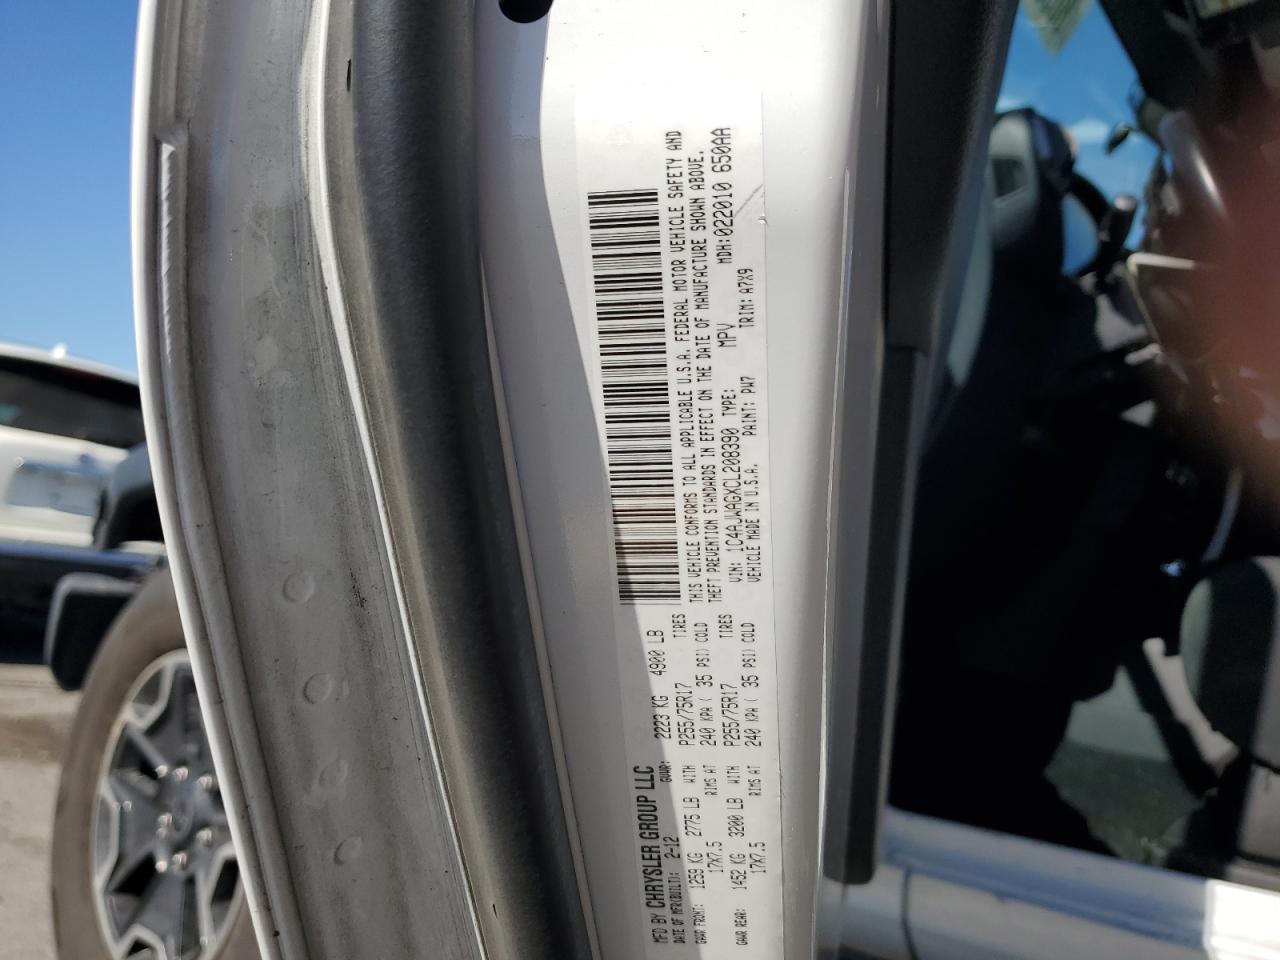 MFD BY CHRYSLER GROUP LLC
DATE OF MFR(BUILT): 2-12 GVWR: 2223 KG 4900 LB
GAWR FRONT: 1259 KG 2775 LB WITH P255/75R17 TIRES
17X7.5 RIMS AT 240 KPA ( 35 PSI) COLD
GAWR REAR: 1452 KG 3200 LB WITH P255/75R17 TIRES
17X7.5 RIMS AT 240 KPA ( 35 PSI) COLD
THIS VEHICLE CONFORMS TO ALL APPLICABLE U.S.A. FEDERAL MOTOR VEHICLE SAFETY AND
THEFT PREVENTION STANDARDS IN EFFECT ON THE DATE OF MANUFACTURE SHOWN ABOVE.
VIN: 1C4AJWAGXCL208390 TYPE: MPV MDH:022010 650AA
VEHICLE MADE IN U.S.A. PAINT: PW7 TRIM: A7X9